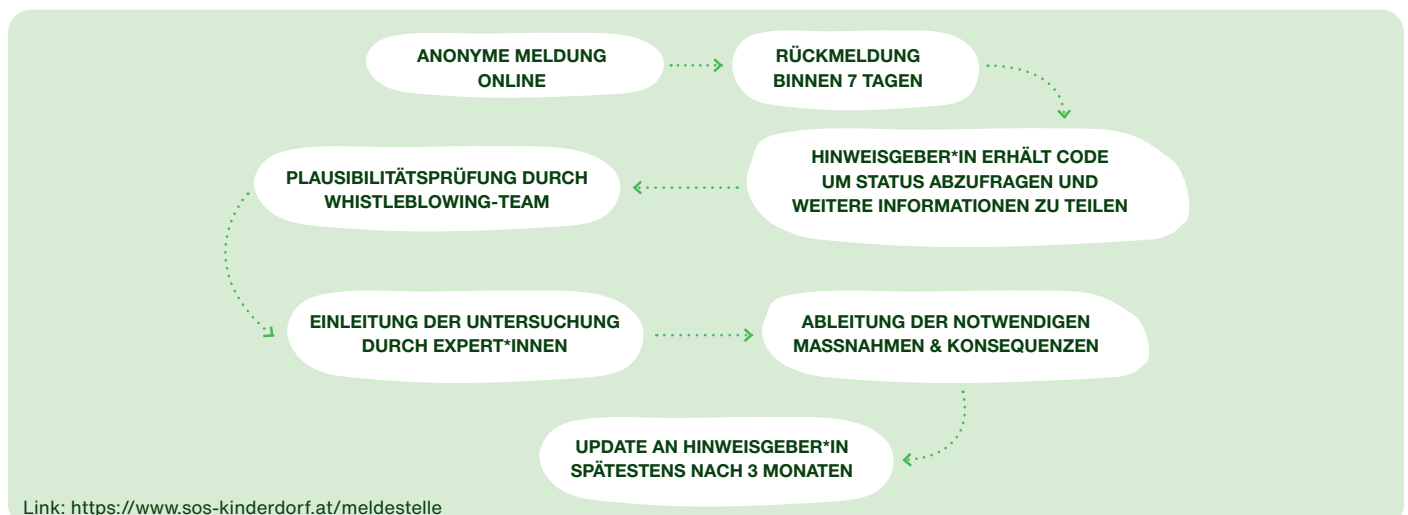 ANONYME MELDUNG
ONLINE
RÜCKMELDUNG
BINNEN 7 TAGEN
HINWEISGEBER*IN ERHÄLT CODE
UM STATUS ABZUFRAGEN UND
WEITERE INFORMATIONEN ZU TEILEN
PLAUSIBILITÄTSPRÜFUNG DURCH
WHISTLEBLOWING-TEAM
EINLEITUNG DER UNTERSUCHUNG
DURCH EXPERT*INNEN
ABLEITUNG DER NOTWENDIGEN
MASSNAHMEN & KONSEQUENZEN
UPDATE AN HINWEISGEBER*IN
SPÄTESTENS NACH 3 MONATEN
Link: https://www.sos-kinderdorf.at/meldestelle